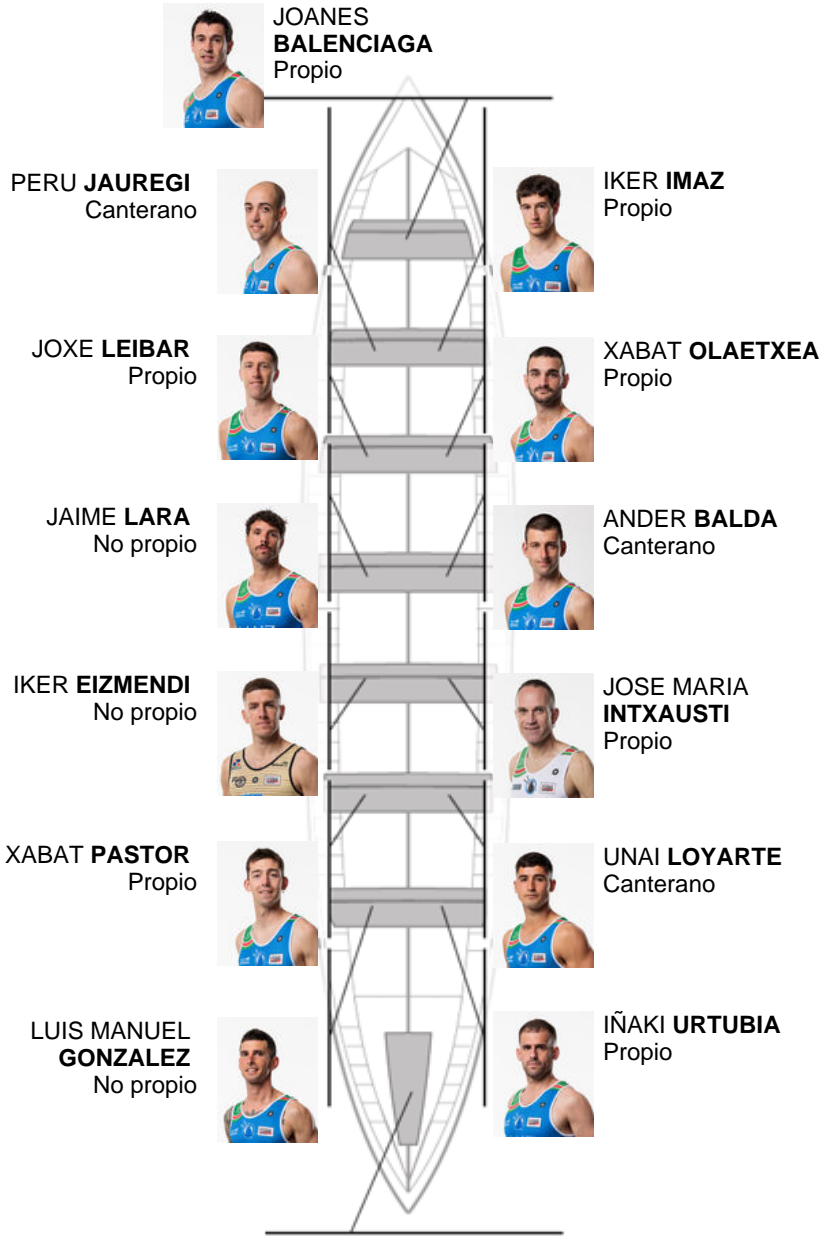 JOANES
BALENCIAGA
Propio
PERU JAUREGI
Canterano
IKER IMAZ
Propio
JOXE LEIBAR
Propio
XABAT OLAETXEA
Propio
JAIME LARA
No propio
ANDER BALDA
Canterano
IKER EIZMENDI
No propio
JOSE MARIA
INTXAUSTI
Propio
XABAT PASTOR
Propio
UNAI LOYARTE
Canterano
LUIS MANUEL
GONZALEZ
No propio
IÑAKI URTUBIA
Propio